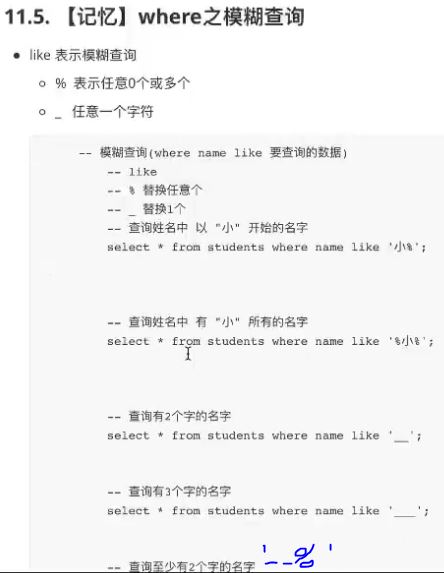 11.5. 【记忆】where之模糊查询
like 表示模糊查询
% 表示任意0个或多个
_ 任意一个字符
-- 模糊查询(where name like 要查询的数据)
-- like
-- % 替换任意个
-- _ 替换1个
-- 查询姓名中 以 "小" 开始的名字
select * from students where name like '小%';
-- 查询姓名中 有 "小" 所有的名字
select * from students where name like '%小%';
-- 查询有2个字的名字
select * from students where name like '__';
-- 查询有3个字的名字
select * from students where name like '___';
-- 查询至少有2个字的名字 '__%'